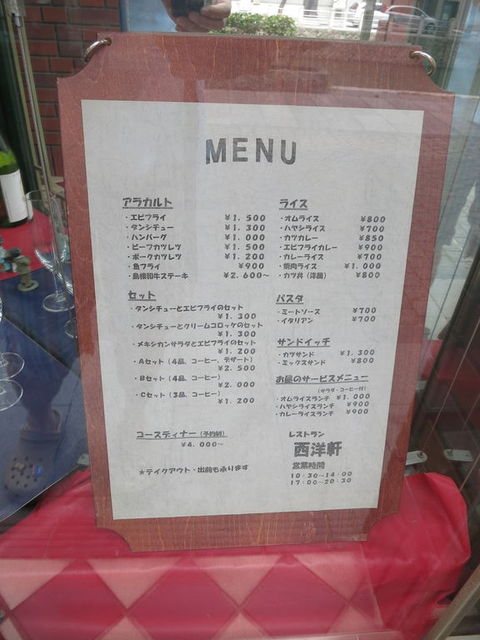 MENU
アラカルト
・エビフライ ¥1.500
・タンシチュー ¥1.300
・ハンバーグ ¥1.000
・ビーフカツレツ ¥1.500
・ポークカツレツ ¥1.200
・魚フライ ¥900
・島根和牛ステーキ ¥2.600~
セット
・タンシチューとエビフライのセット
¥1.300
・タンシチューとクリームコロッケのセット
¥1.300
・メキシカンサラダとエビフライのセット
¥1.200
・Aセット(4品、コーヒー、デザート)
¥2.500
・Bセット(4品、コーヒー)
¥2.000
・Cセット(3品、コーヒー)
¥1.200
コースディナー(予約制)
¥4.000~
★テイクアウト・出前も承ります
ライス
・オムライス ¥800
・ハヤシライス ¥700
・カツカレー ¥850
・エビフライカレー ¥900
・カレーライス ¥700
・焼肉ライス ¥1.000
・カツ丼(洋風) ¥800
パスタ
・ミートソース ¥700
・イタリアン ¥700
サンドイッチ
・カツサンド ¥1.300
・ミックスサンド ¥800
お昼のサービスメニュー
(サラダ・コーヒー付)
・オムライスランチ ¥1.000
・ハヤシライスランチ ¥900
・カレーライスランチ ¥900
レストラン
西洋軒
営業時間
10:30~14:00
17:00~20:30